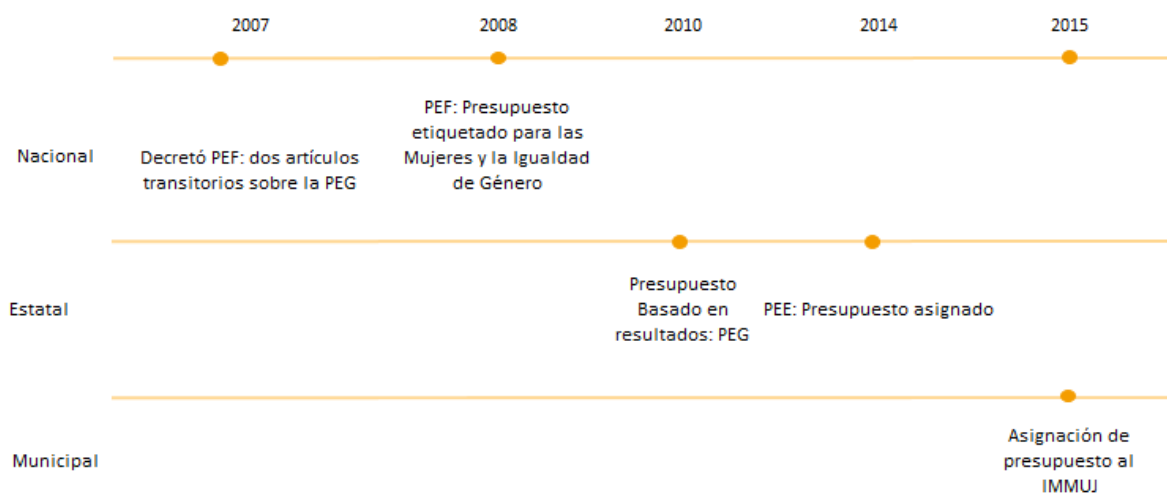 2007
2008
2010
2014
2015
Nacional
Decretó PEF: dos artículos
transitorios sobre la PEG
PEF: Presupuesto
etiquetado para las
Mujeres y la Igualdad
de Género
Estatal
Presupuesto
Basado en
resultados: PEG
PEE: Presupuesto asignado
Municipal
Asignación de
presupuesto al
IMMUJ